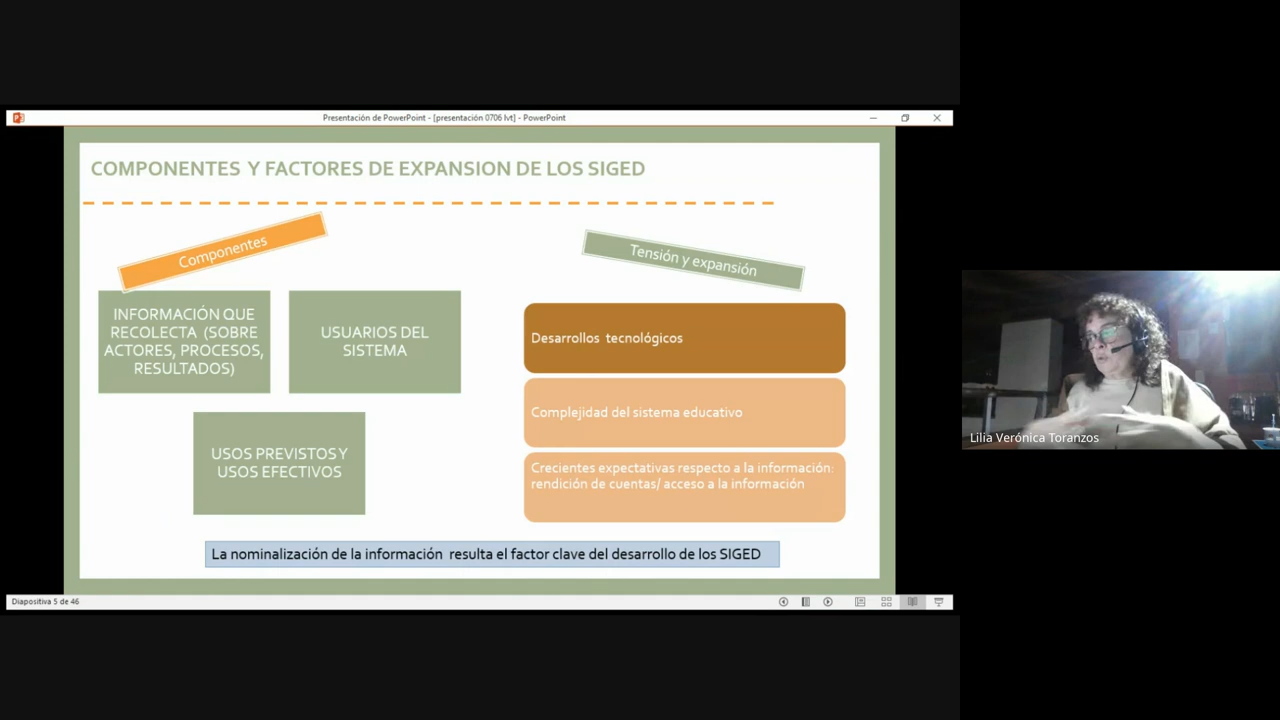 Presentación de PowerPoint - [presentación 0706 lvt] - PowerPoint
COMPONENTES Y FACTORES DE EXPANSION DE LOS SIGED
Componentes
INFORMACIÓN QUE
RECOLECTA (SOBRE
ACTORES, PROCESOS,
RESULTADOS)
USUARIOS DEL
SISTEMA
USOS PREVISTOS Y
USOS EFECTIVOS
Tensión y expansión
Desarrollos tecnológicos
Complejidad del sistema educativo
Crecientes expectativas respecto a la información:
rendición de cuentas/ acceso a la información
La nominalización de la información resulta el factor clave del desarrollo de los SIGED
Diapositiva 5 de 46
Lilia Verónica Toranzos